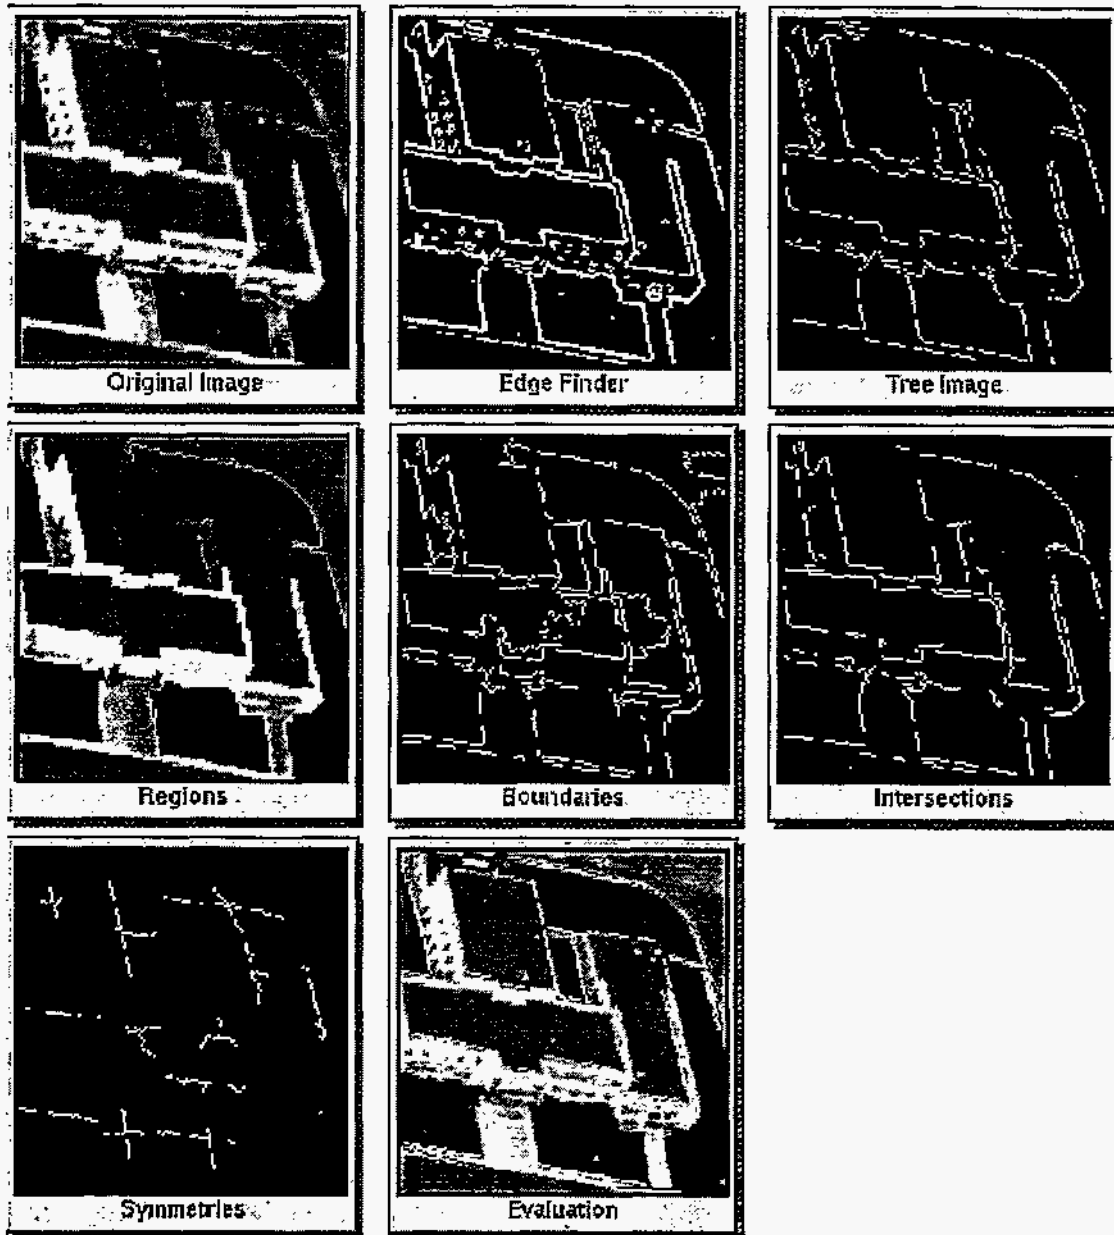 Original Image
Edge Finder
Tree Image
Regions
Boundaries
Intersections
Symmetries
Evaluation